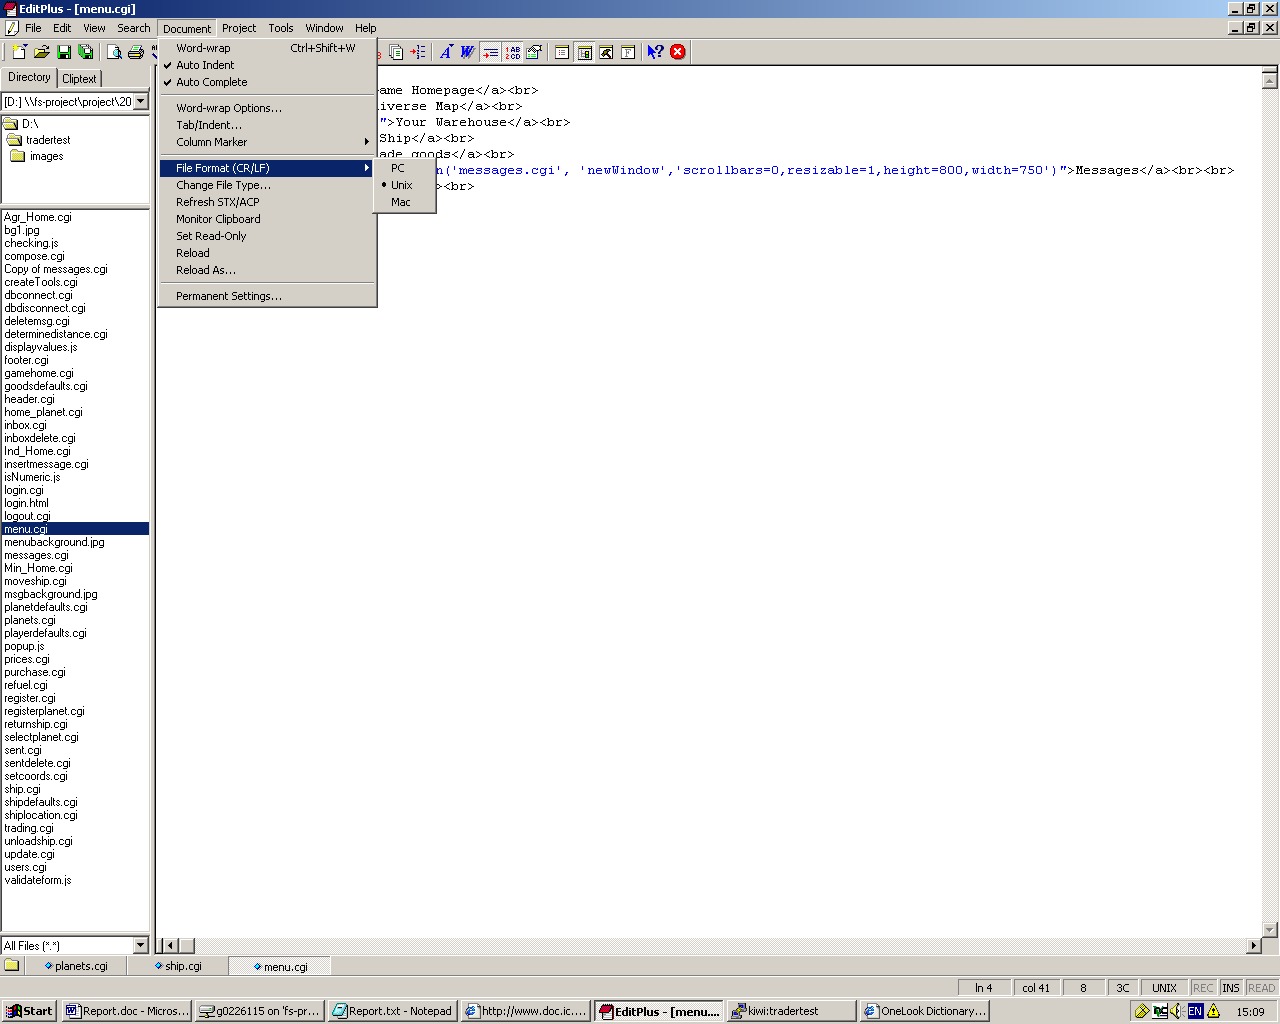 EditPlus - [menu.cgi]
File Edit View Search Document Project Tools Window Help
Directory Cliptext
[D:] \\fs-project\project\20
D:\
tradertest
images
Agr_Home.cgi
bg1.jpg
checking.js
compose.cgi
Copy of messages.cgi
createTools.cgi
dbconnect.cgi
dbdisconnect.cgi
deletemsg.cgi
determinedistance.cgi
displayvalues.js
footer.cgi
gamehome.cgi
goodsdefaults.cgi
header.cgi
home_planet.cgi
inbox.cgi
inboxdelete.cgi
Ind_Home.cgi
insertmessage.cgi
isNumeric.js
login.cgi
login.html
logout.cgi
menu.cgi
menubackground.jpg
messages.cgi
Min_Home.cgi
moveship.cgi
msgbackground.jpg
planetdefaults.cgi
planets.cgi
playerdefaults.cgi
popup.js
prices.cgi
purchase.cgi
refuel.cgi
register.cgi
registerplanet.cgi
returnship.cgi
selectplanet.cgi
sent.cgi
sentdelete.cgi
setcoords.cgi
ship.cgi
shipdefaults.cgi
shiplocation.cgi
trading.cgi
unloadship.cgi
update.cgi
users.cgi
validateform.js
All Files (*.*)
Word-wrap Ctrl+Shift+W
Auto Indent
Auto Complete
Word-wrap Options...
Tab/Indent...
Column Marker
File Format (CR/LF)
Change File Type...
Refresh STX/ACP
Monitor Clipboard
Set Read-Only
Reload
Reload As...
Permanent Settings...
PC
Unix
Mac
ame Homepage</a><br>
iverse Map</a><br>
">Your Warehouse</a><br>
Ship</a><br>
ade goods</a><br>
n('messages.cgi', 'newWindow','scrollbars=0,resizable=1,height=800,width=750')">Messages</a><br><br>
><br>
planets.cgi ship.cgi menu.cgi
ln 4 col 41 8 3C UNIX REC INS READ
Start Report.doc - Micros... g0226115 on 'fs-pr... Report.txt - Notepad http://www.doc.ic.... EditPlus - [menu.... kiwi:tradertest OneLook Dictionary... EN 15:09